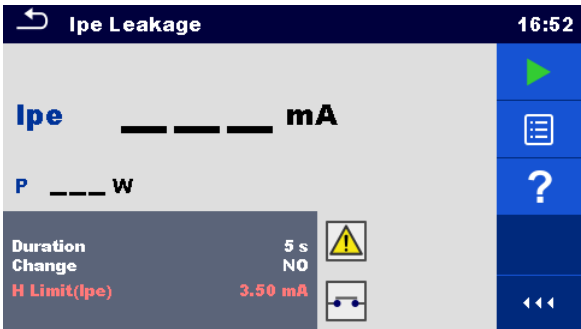 Ipe Leakage 16:52
Ipe _ _ _ mA
P _ _ _ W
?
Duration 5 s
Change NO
H Limit(Ipe) 3.50 mA